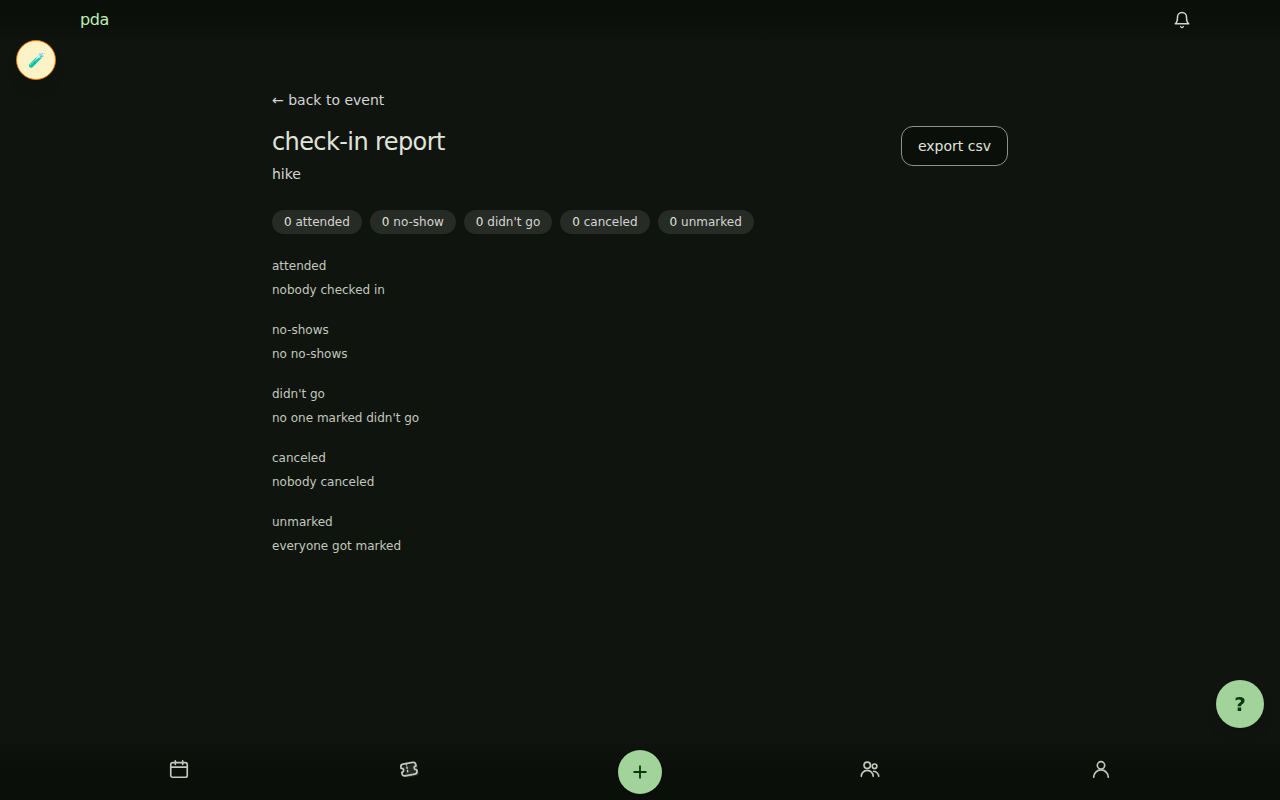 pda
← back to event
check-in report
export csv
hike
0 attended
0 no-show
0 didn't go
0 canceled
0 unmarked
attended
nobody checked in
no-shows
no no-shows
didn't go
no one marked didn't go
canceled
nobody canceled
unmarked
everyone got marked
?